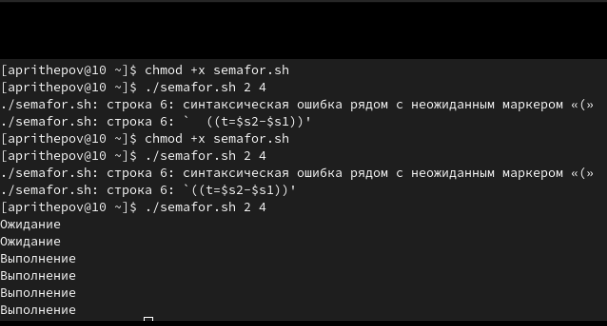 [aprithepov@10 ~]$ chmod +x semafor.sh
[aprithepov@10 ~]$ ./semafor.sh 2 4
./semafor.sh: строка 6: синтаксическая ошибка рядом с неожиданным маркером «(»
./semafor.sh: строка 6: `  ((t=$s2-$s1))'
[aprithepov@10 ~]$ chmod +x semafor.sh
[aprithepov@10 ~]$ ./semafor.sh 2 4
./semafor.sh: строка 6: синтаксическая ошибка рядом с неожиданным маркером «(»
./semafor.sh: строка 6: `((t=$s2-$s1))'
[aprithepov@10 ~]$ ./semafor.sh 2 4
Ожидание
Ожидание
Выполнение
Выполнение
Выполнение
Выполнение